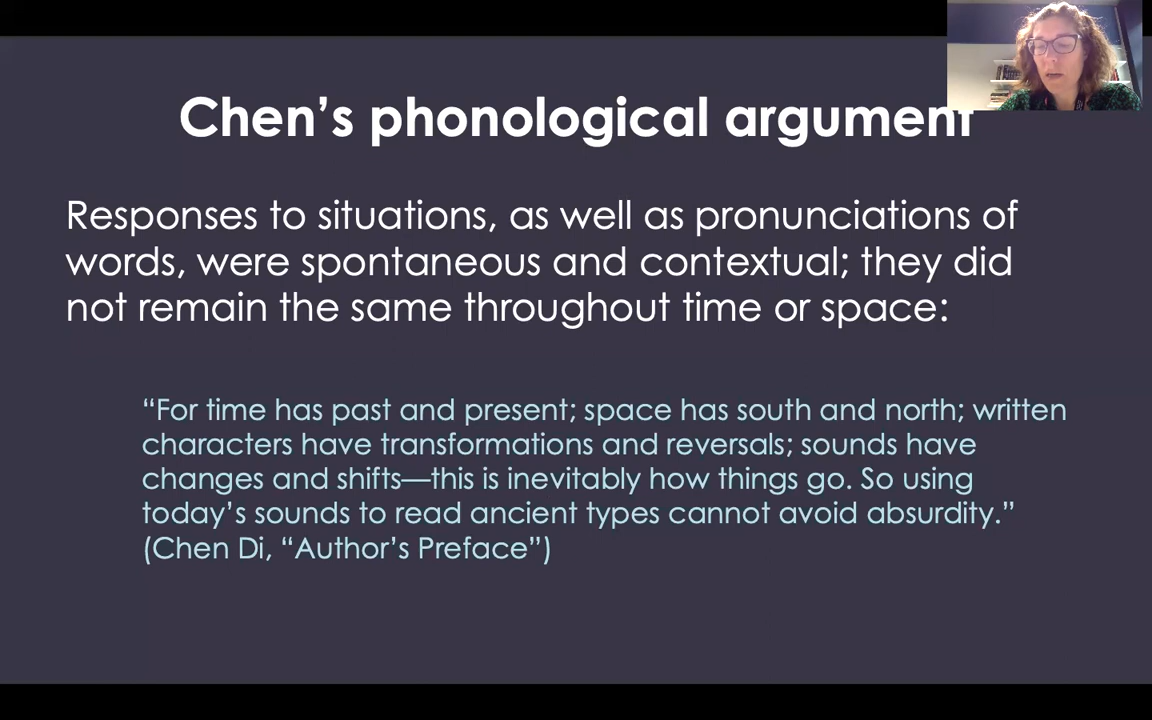 Chen's phonological argument
Responses to situations, as well as pronunciations of
words, were spontaneous and contextual; they did
not remain the same throughout time or space:
“For time has past and present; space has south and north; written
characters have transformations and reversals; sounds have
changes and shifts—this is inevitably how things go. So using
today’s sounds to read ancient types cannot avoid absurdity.”
(Chen Di, “Author’s Preface”)